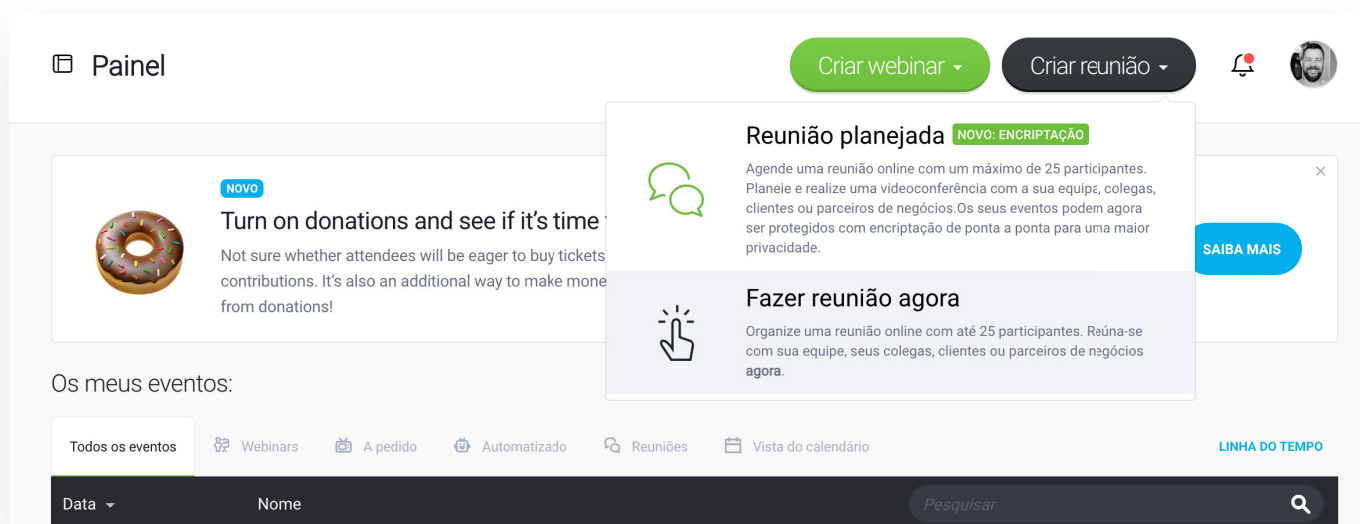 Painel
Criar webinar
Criar reunião
Reunião planejada NOVO: ENCRIPTAÇÃO
Agende uma reunião online com um máximo de 25 participantes.
Planeie e realize uma videoconferência com a sua equipa, colegas,
clientes ou parceiros de negócios.Os seus eventos podem agora
ser protegidos com encriptação de ponta a ponta para uma maior
privacidade.
Fazer reunião agora
Organize uma reunião online com até 25 participantes. Reúna-se
com sua equipe, seus colegas, clientes ou parceiros de negócios
agora.
NOVO
Turn on donations and see if it's time
Not sure whether attendees will be eager to buy tickets
contributions. It's also an additional way to make mone
from donations!
SAIBA MAIS
Os meus eventos:
Todos os eventos
Webinars
A pedido
Automatizado
Reuniões
Vista do calendário
LINHA DO TEMPO
Data
Nome
Pesquisar